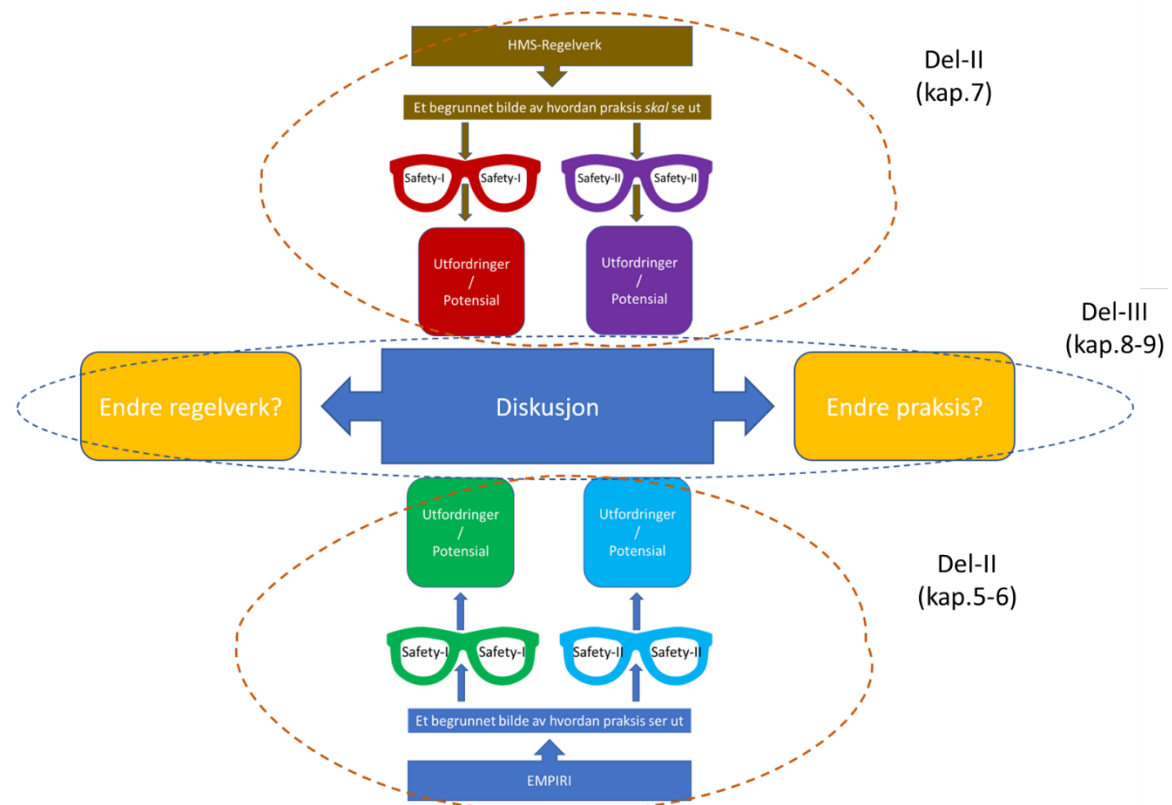 HMS-Regelverk
Del-II
(kap.7)
Et begrunnet bilde av hvordan praksis skal se ut
Safety-I Safety-I Safety-II Safety-II
Utfordringer
/
Potensial
Utfordringer
/
Potensial
Del-III
(kap.8-9)
Endre regelverk?
Diskusjon
Endre praksis?
Utfordringer
/
Potensial
Utfordringer
/
Potensial
Del-II
(kap.5-6)
Safety-I Safety-I Safety-II Safety-II
Et begrunnet bilde av hvordan praksis ser ut
EMPIRI